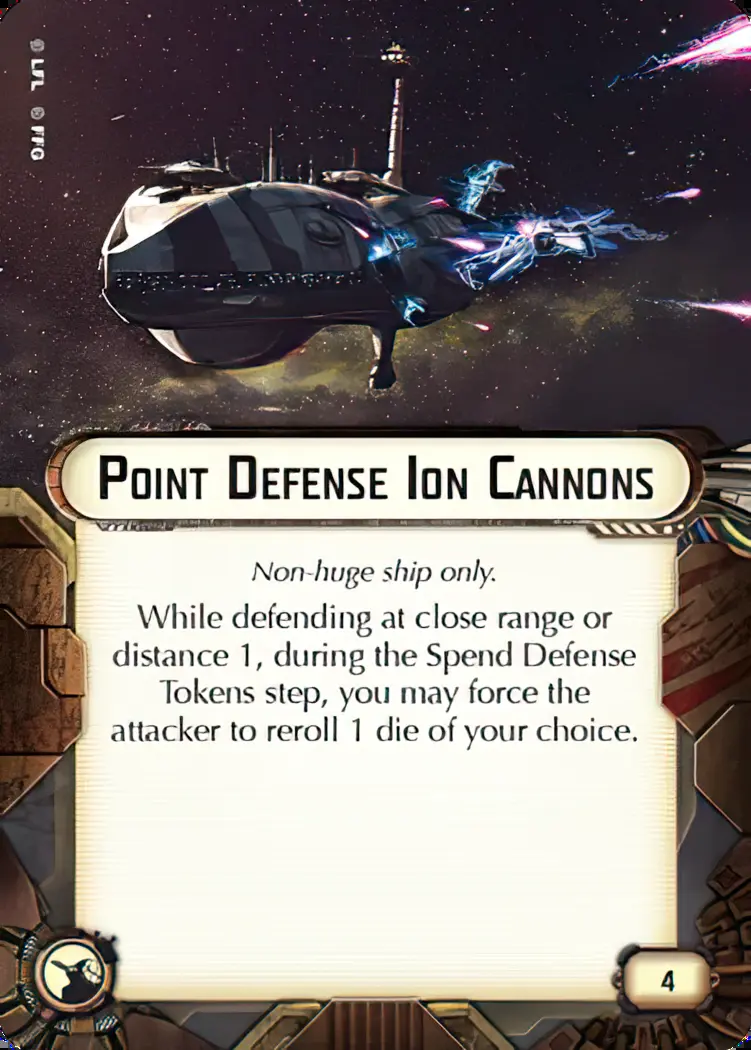 LFL FFG
Point Defense Ion Cannons
Non-huge ship only.
While defending at close range or
distance 1, during the Spend Defense
Tokens step, you may force the
attacker to reroll 1 die of your choice.
4